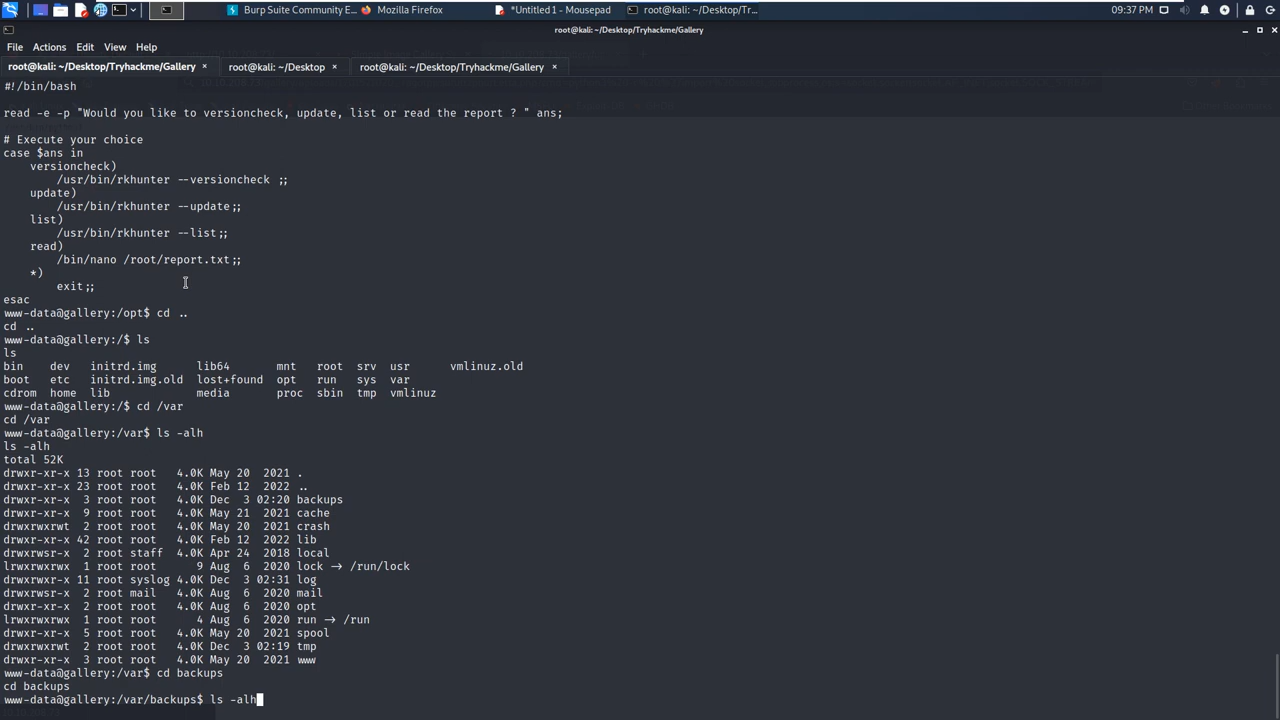 Burp Suite Community E...
Mozilla Firefox
*Untitled 1 - Mousepad
root@kali: ~/Desktop/Try...
09:37 PM
root@kali: ~/Desktop/Tryhackme/Gallery
File Actions Edit View Help
root@kali: ~/Desktop/Tryhackme/Gallery × root@kali: ~/Desktop × root@kali: ~/Desktop/Tryhackme/Gallery ×
#!/bin/bash
read -e -p "Would you like to versioncheck, update, list or read the report ? " ans;
# Execute your choice
case $ans in
versioncheck)
/usr/bin/rkhunter --versioncheck ;;
update)
/usr/bin/rkhunter --update;;
list)
/usr/bin/rkhunter --list;;
read)
/bin/nano /root/report.txt;;
*)
exit;;
esac
www-data@gallery:/opt$ cd ..
cd ..
www-data@gallery:/$ ls
ls
bin dev initrd.img lib64 mnt root srv usr vmlinuz.old
boot etc initrd.img.old lost+found opt run sys var
cdrom home lib media proc sbin tmp vmlinuz
www-data@gallery:/$ cd /var
cd /var
www-data@gallery:/var$ ls -alh
ls -alh
total 52K
drwxr-xr-x 13 root root 4.0K May 20 2021 .
drwxr-xr-x 23 root root 4.0K Feb 12 2022 ..
drwxr-xr-x 3 root root 4.0K Dec 3 02:20 backups
drwxr-xr-x 9 root root 4.0K May 21 2021 cache
drwxrwxrwt 2 root root 4.0K May 20 2021 crash
drwxr-xr-x 42 root root 4.0K Feb 12 2022 lib
drwxrwsr-x 2 root staff 4.0K Apr 24 2018 local
lrwxrwxrwx 1 root root 9 Aug 6 2020 lock → /run/lock
drwxrwxr-x 11 root syslog 4.0K Dec 3 02:31 log
drwxrwsr-x 2 root mail 4.0K Aug 6 2020 mail
drwxr-xr-x 2 root root 4.0K Aug 6 2020 opt
lrwxrwxrwx 1 root root 4 Aug 6 2020 run → /run
drwxr-xr-x 5 root root 4.0K May 20 2021 spool
drwxrwxrwt 2 root root 4.0K Dec 3 02:19 tmp
drwxr-xr-x 3 root root 4.0K May 20 2021 www
www-data@gallery:/var$ cd backups
cd backups
www-data@gallery:/var/backups$ ls -alh